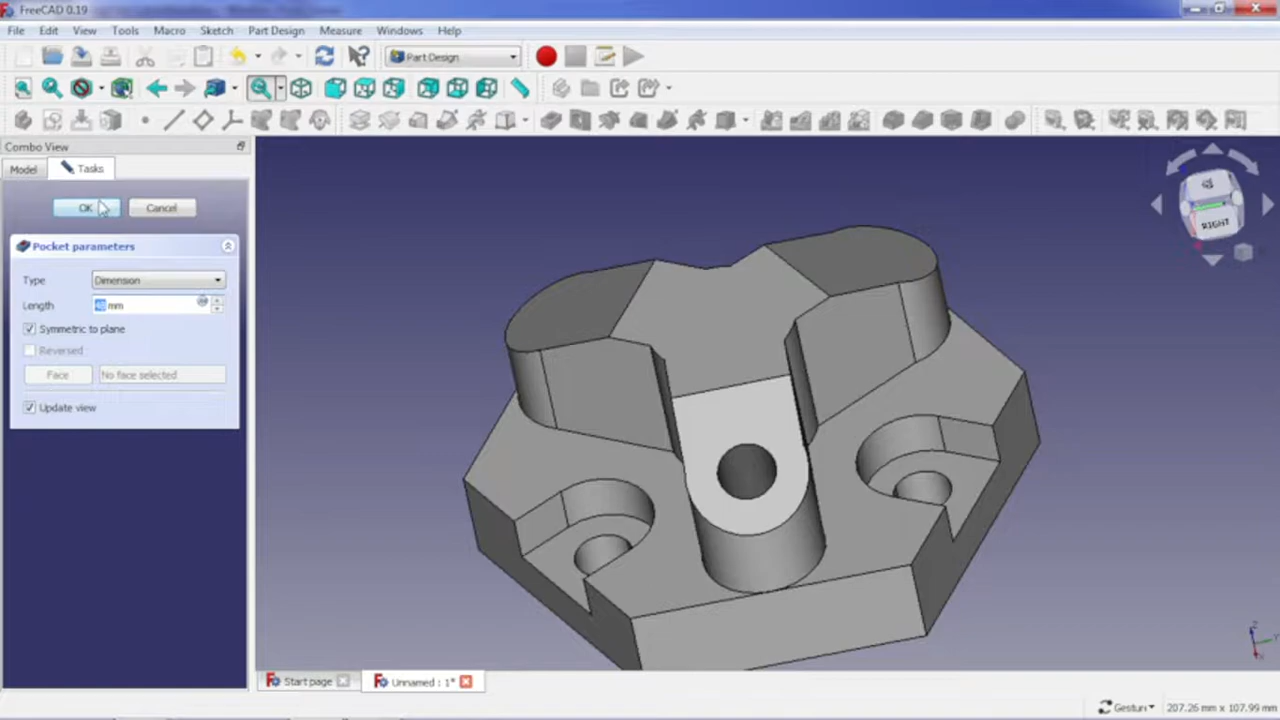 FreeCAD 0.19
File Edit View Tools Macro Sketch Part Design Measure Windows Help
Part Design
Combo View
Model Tasks
OK Cancel
Pocket parameters
Type Dimension
Length mm
Symmetric to plane
Reversed
Face No face selected
Update view
RIGHT
Z
Start page Unnamed : 1*
Gesture 207.26 mm x 107.99 mm